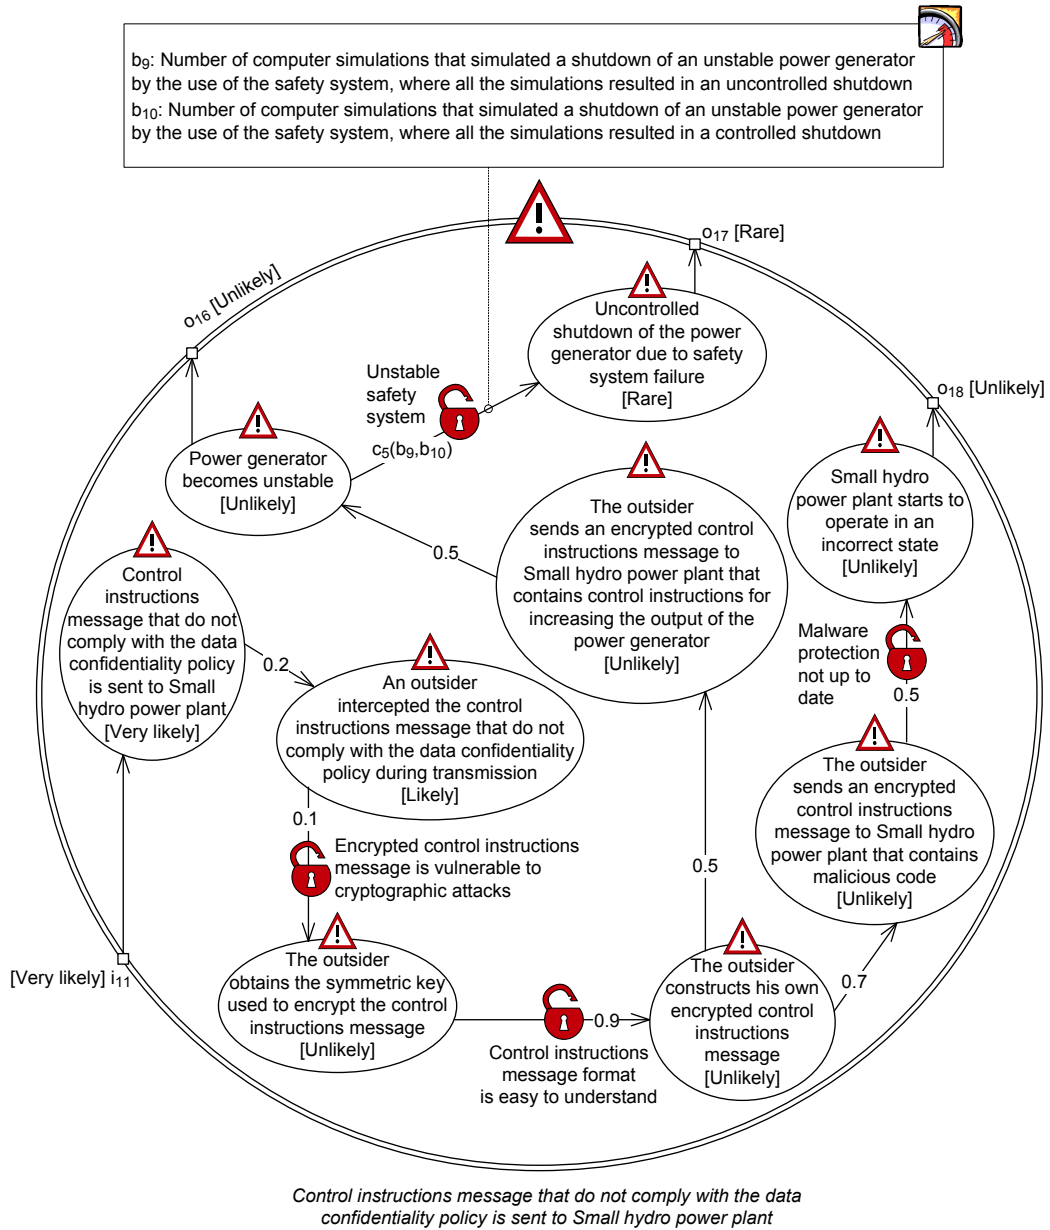 b9: Number of computer simulations that simulated a shutdown of an unstable power generator
by the use of the safety system, where all the simulations resulted in an uncontrolled shutdown
b10: Number of computer simulations that simulated a shutdown of an unstable power generator
by the use of the safety system, where all the simulations resulted in a controlled shutdown
o17 [Rare]
o16 [Unlikely]
Uncontrolled
shutdown of the power
generator due to safety
system failure
[Rare]
Unstable
safety
system
c5(b9,b10)
o18 [Unlikely]
Power generator
becomes unstable
[Unlikely]
The outsider
sends an encrypted control
instructions message to
Small hydro power plant that
contains control instructions for
increasing the output of the
power generator
[Unlikely]
Small hydro
power plant starts to
operate in an
incorrect state
[Unlikely]
0.5
Control
instructions
message that do not
comply with the data
confidentiality policy
is sent to Small
hydro power plant
[Very likely]
0.2
Malware
protection
not up to
date
0.5
An outsider
intercepted the control
instructions message that do not
comply with the data confidentiality
policy during transmission
[Likely]
The outsider
sends an encrypted
control instructions
message to Small hydro
power plant that contains
malicious code
[Unlikely]
0.1
Encrypted control instructions
message is vulnerable to
cryptographic attacks
0.5
[Very likely] i11
The outsider
obtains the symmetric key
used to encrypt the control
instructions message
[Unlikely]
0.9
Control instructions
message format
is easy to understand
The outsider
constructs his own
encrypted control
instructions
message
[Unlikely]
0.7
Control instructions message that do not comply with the data
confidentiality policy is sent to Small hydro power plant